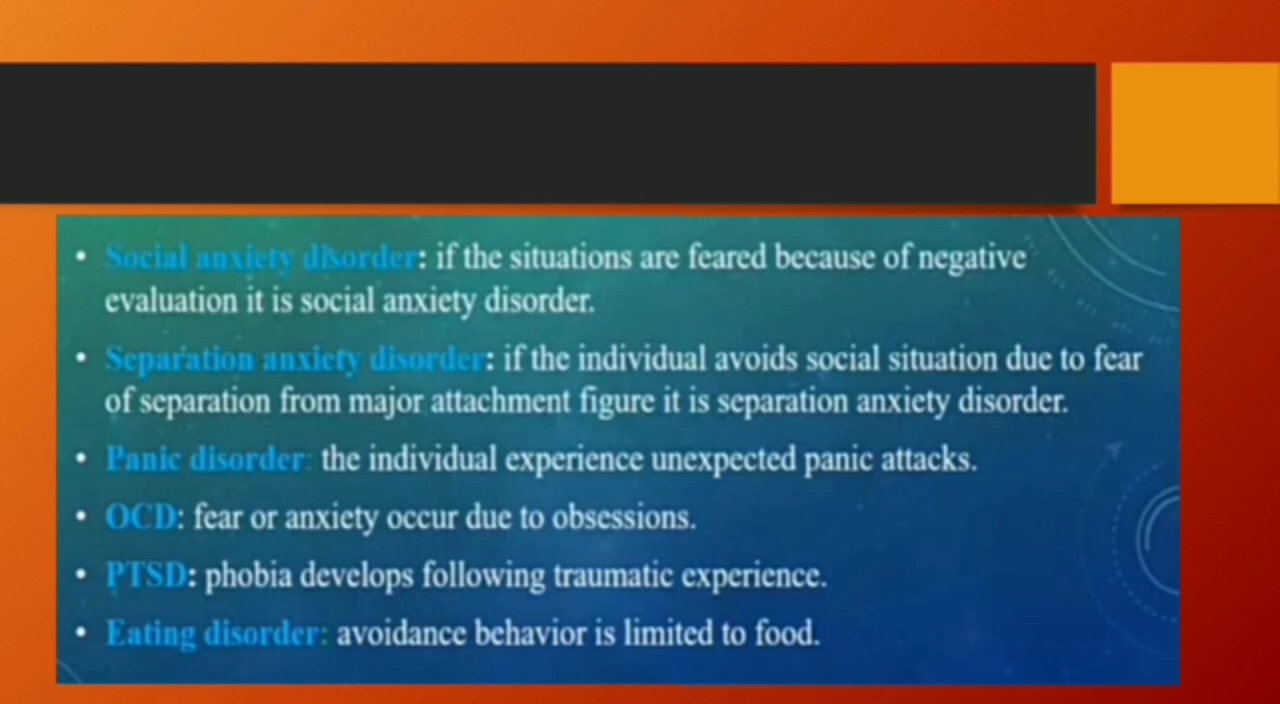 • Social anxiety disorder: if the situations are feared because of negative
evaluation it is social anxiety disorder.
• Separation anxiety disorder: if the individual avoids social situation due to fear
of separation from major attachment figure it is separation anxiety disorder.
• Panic disorder: the individual experience unexpected panic attacks.
• OCD: fear or anxiety occur due to obsessions.
• PTSD: phobia develops following traumatic experience.
• Eating disorder: avoidance behavior is limited to food.